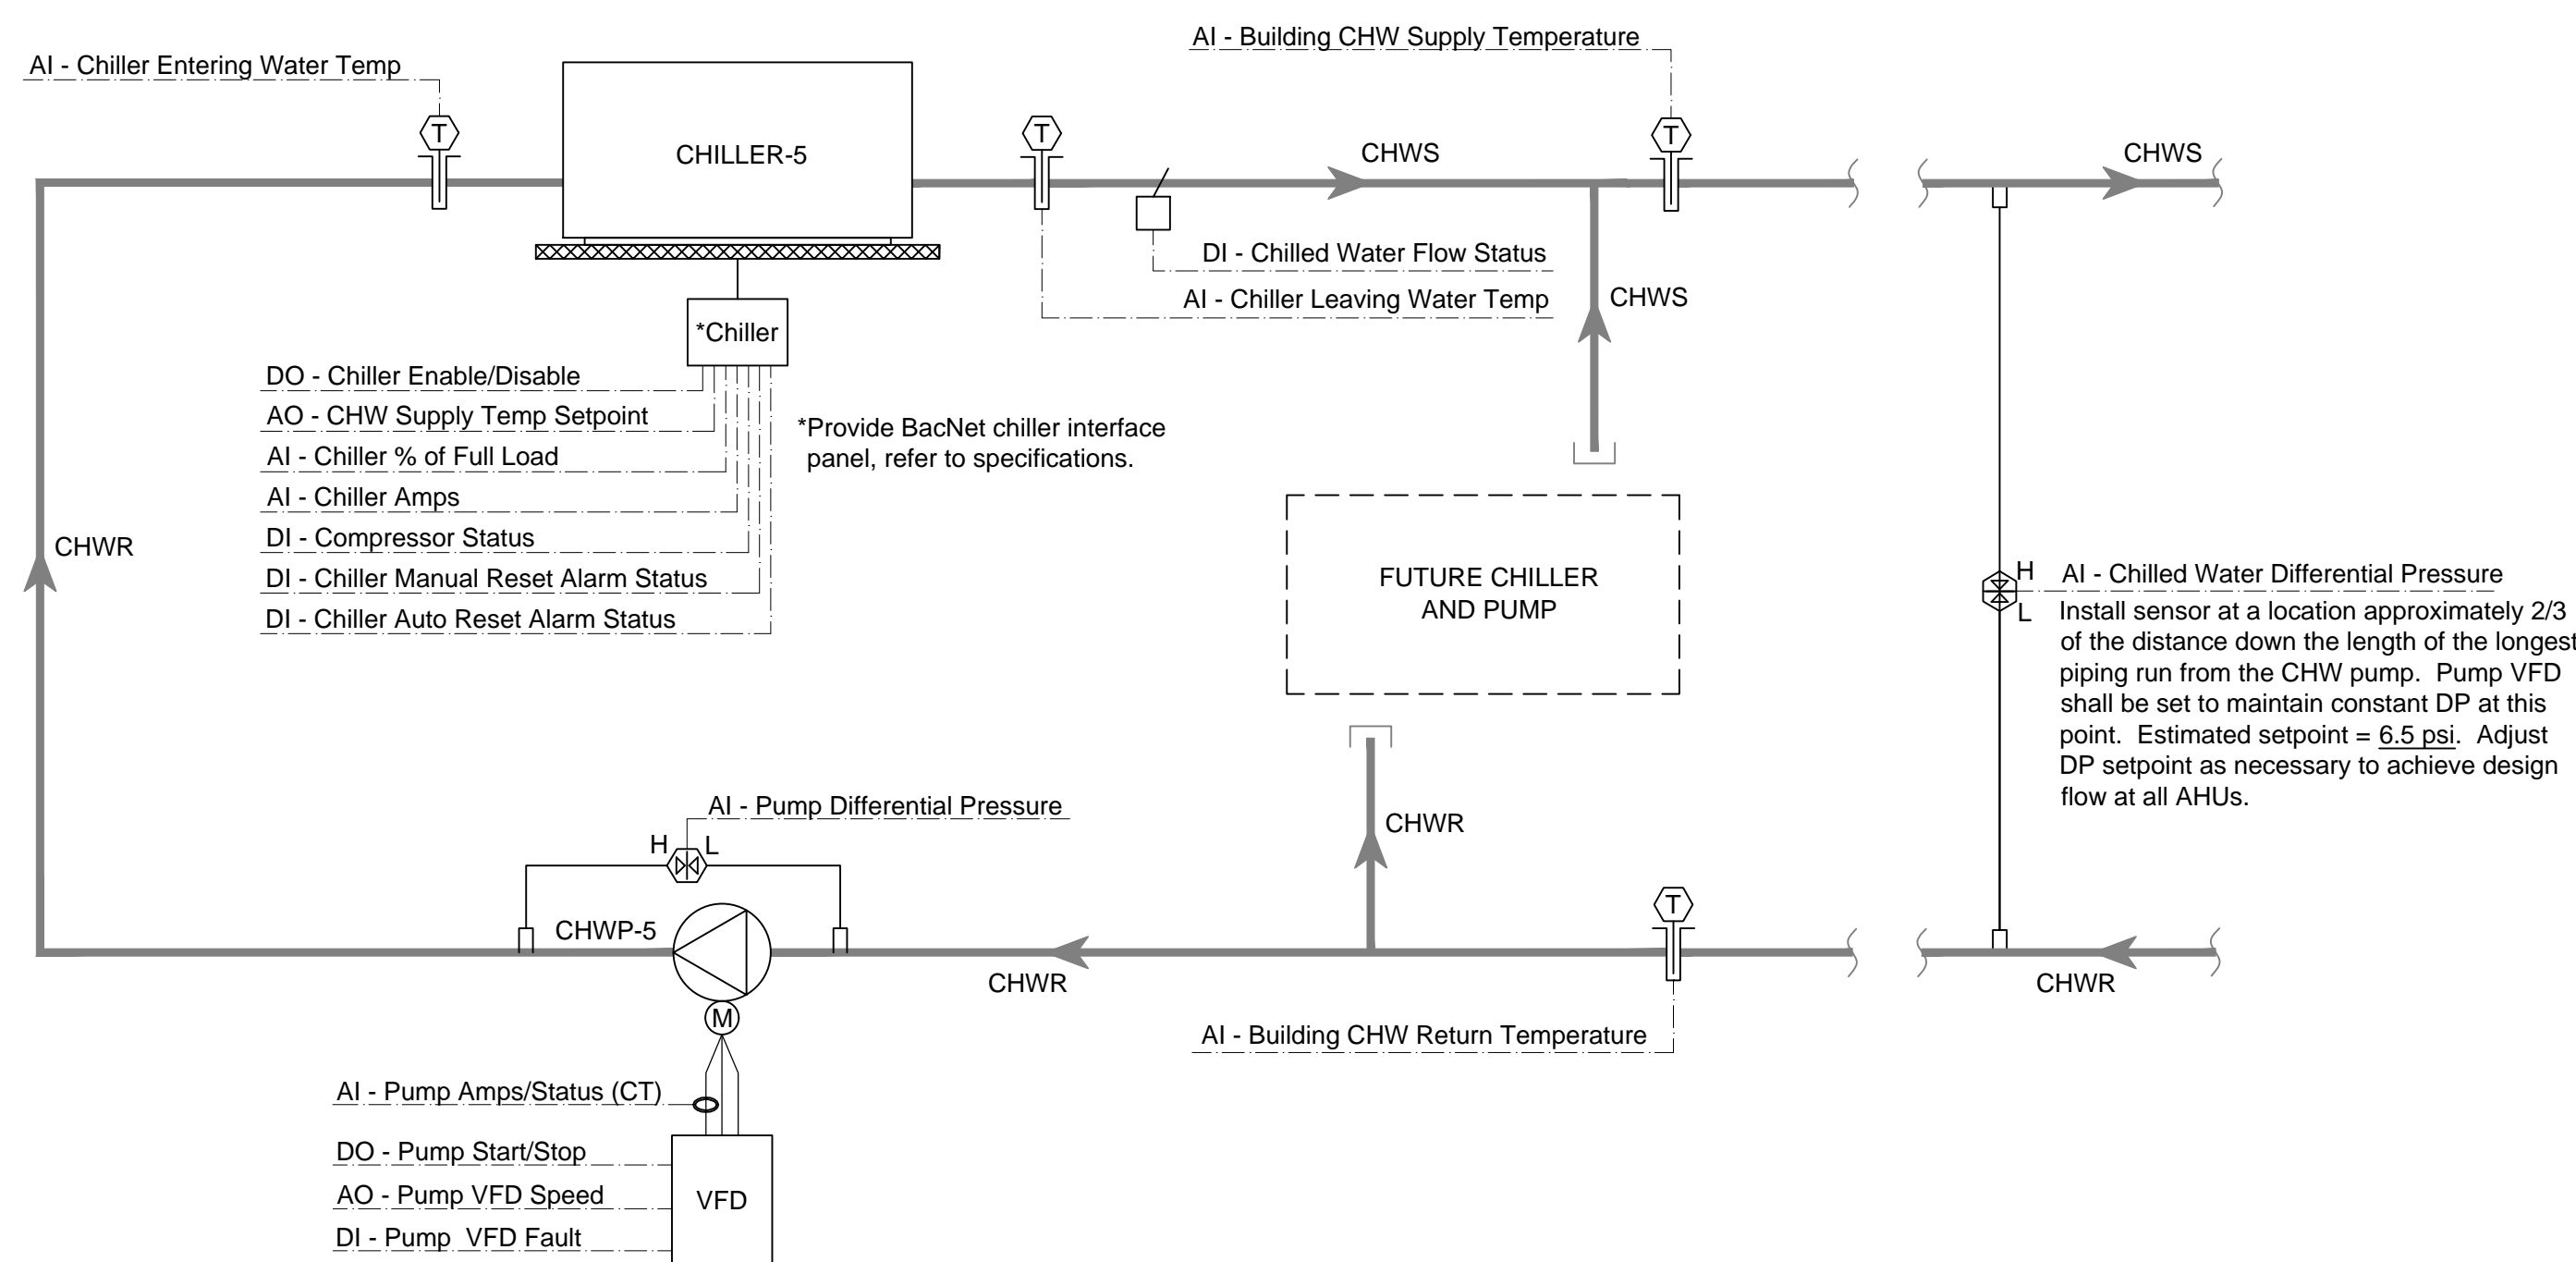 AI - Building CHW Supply Temperature
AI - Chiller Entering Water Temp
T
T
T
CHILLER-5
CHWS
CHWS
DI - Chilled Water Flow Status
AI - Chiller Leaving Water Temp
CHWS
*Chiller
DO - Chiller Enable/Disable
AO - CHW Supply Temp Setpoint
AI - Chiller % of Full Load
AI - Chiller Amps
DI - Compressor Status
DI - Chiller Manual Reset Alarm Status
DI - Chiller Auto Reset Alarm Status
*Provide BacNet chiller interface
panel, refer to specifications.
CHWR
FUTURE CHILLER
AND PUMP
H
L
AI - Chilled Water Differential Pressure
Install sensor at a location approximately 2/3
of the distance down the length of the longest
piping run from the CHW pump. Pump VFD
shall be set to maintain constant DP at this
point. Estimated setpoint = 6.5 psi. Adjust
DP setpoint as necessary to achieve design
flow at all AHUs.
AI - Pump Differential Pressure
H
L
CHWR
CHWP-5
T
CHWR
CHWR
M
AI - Building CHW Return Temperature
AI - Pump Amps/Status (CT)
DO - Pump Start/Stop
AO - Pump VFD Speed
DI - Pump VFD Fault
VFD